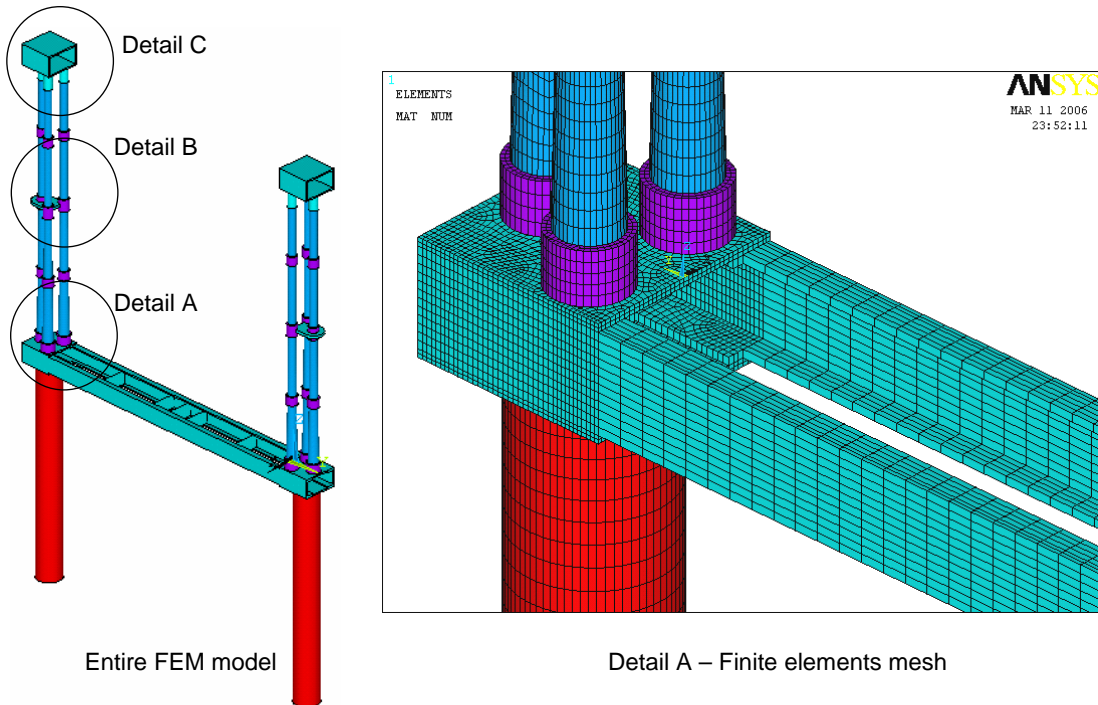 Detail C
Detail B
Detail A
Entire FEM model
1
ELEMENTS
MAT NUM
ANSYS
MAR 11 2006
23:52:11
Z
Detail A – Finite elements mesh